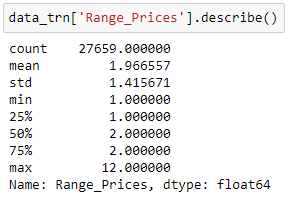 data_trn['Range_Prices'].describe()
count    27659.000000
mean         1.966557
std          1.415671
min          1.000000
25%          1.000000
50%          2.000000
75%          2.000000
max         12.000000
Name: Range_Prices, dtype: float64